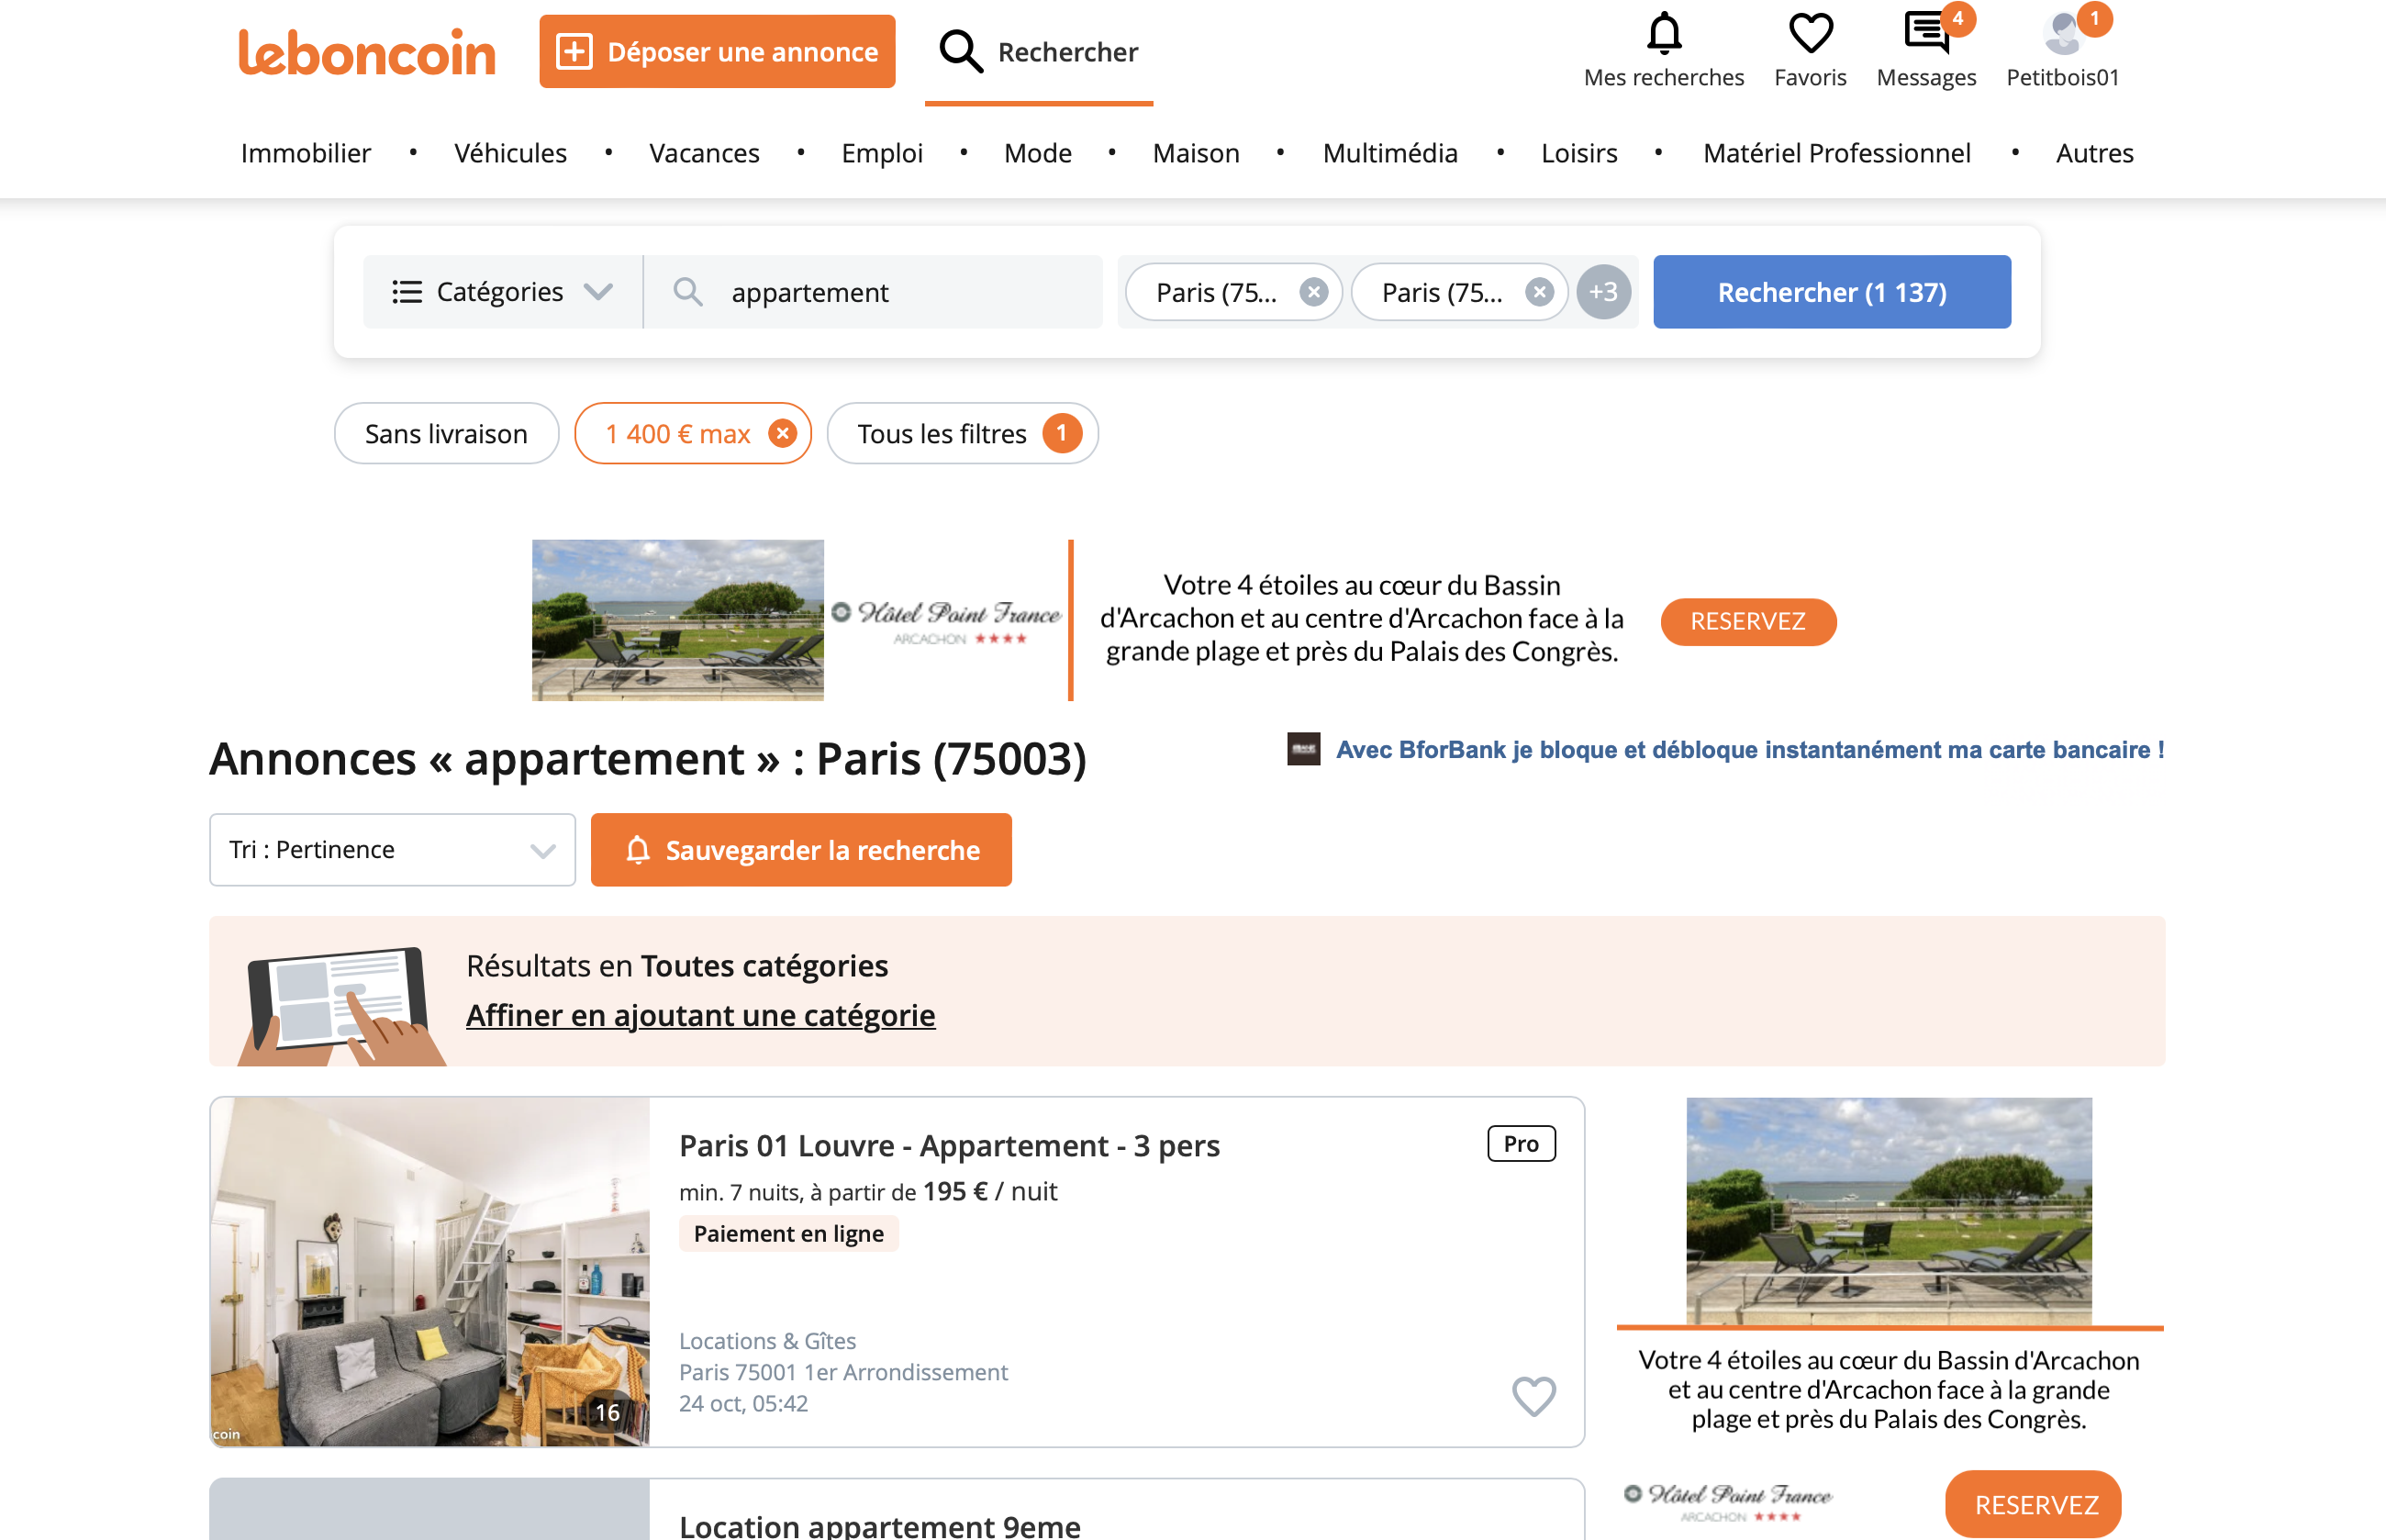 leboncoin
Déposer une annonce
Rechercher
Mes recherches
Favoris
4
Messages
1
Petitbois01
Immobilier • Véhicules • Vacances • Emploi • Mode • Maison • Multimédia • Loisirs • Matériel Professionnel • Autres
Catégories
appartement
Paris (75...
Paris (75...
+3
Rechercher (1 137)
Sans livraison
1 400 € max
Tous les filtres 1
Hôtel Point France
ARCACHON ★★★★
Votre 4 étoiles au cœur du Bassin
d'Arcachon et au centre d'Arcachon face à la
grande plage et près du Palais des Congrès.
RESERVEZ
Annonces « appartement » : Paris (75003)
Avec BforBank je bloque et débloque instantanément ma carte bancaire !
Tri : Pertinence
Sauvegarder la recherche
Résultats en Toutes catégories
Affiner en ajoutant une catégorie
Paris 01 Louvre - Appartement - 3 pers
Pro
min. 7 nuits, à partir de 195 € / nuit
Paiement en ligne
Locations & Gîtes
Paris 75001 1er Arrondissement
24 oct, 05:42
16
coin
Votre 4 étoiles au cœur du Bassin d'Arcachon
et au centre d'Arcachon face à la grande
plage et près du Palais des Congrès.
Hôtel Point France
ARCACHON ★★★★
RESERVEZ
Location appartement 9eme